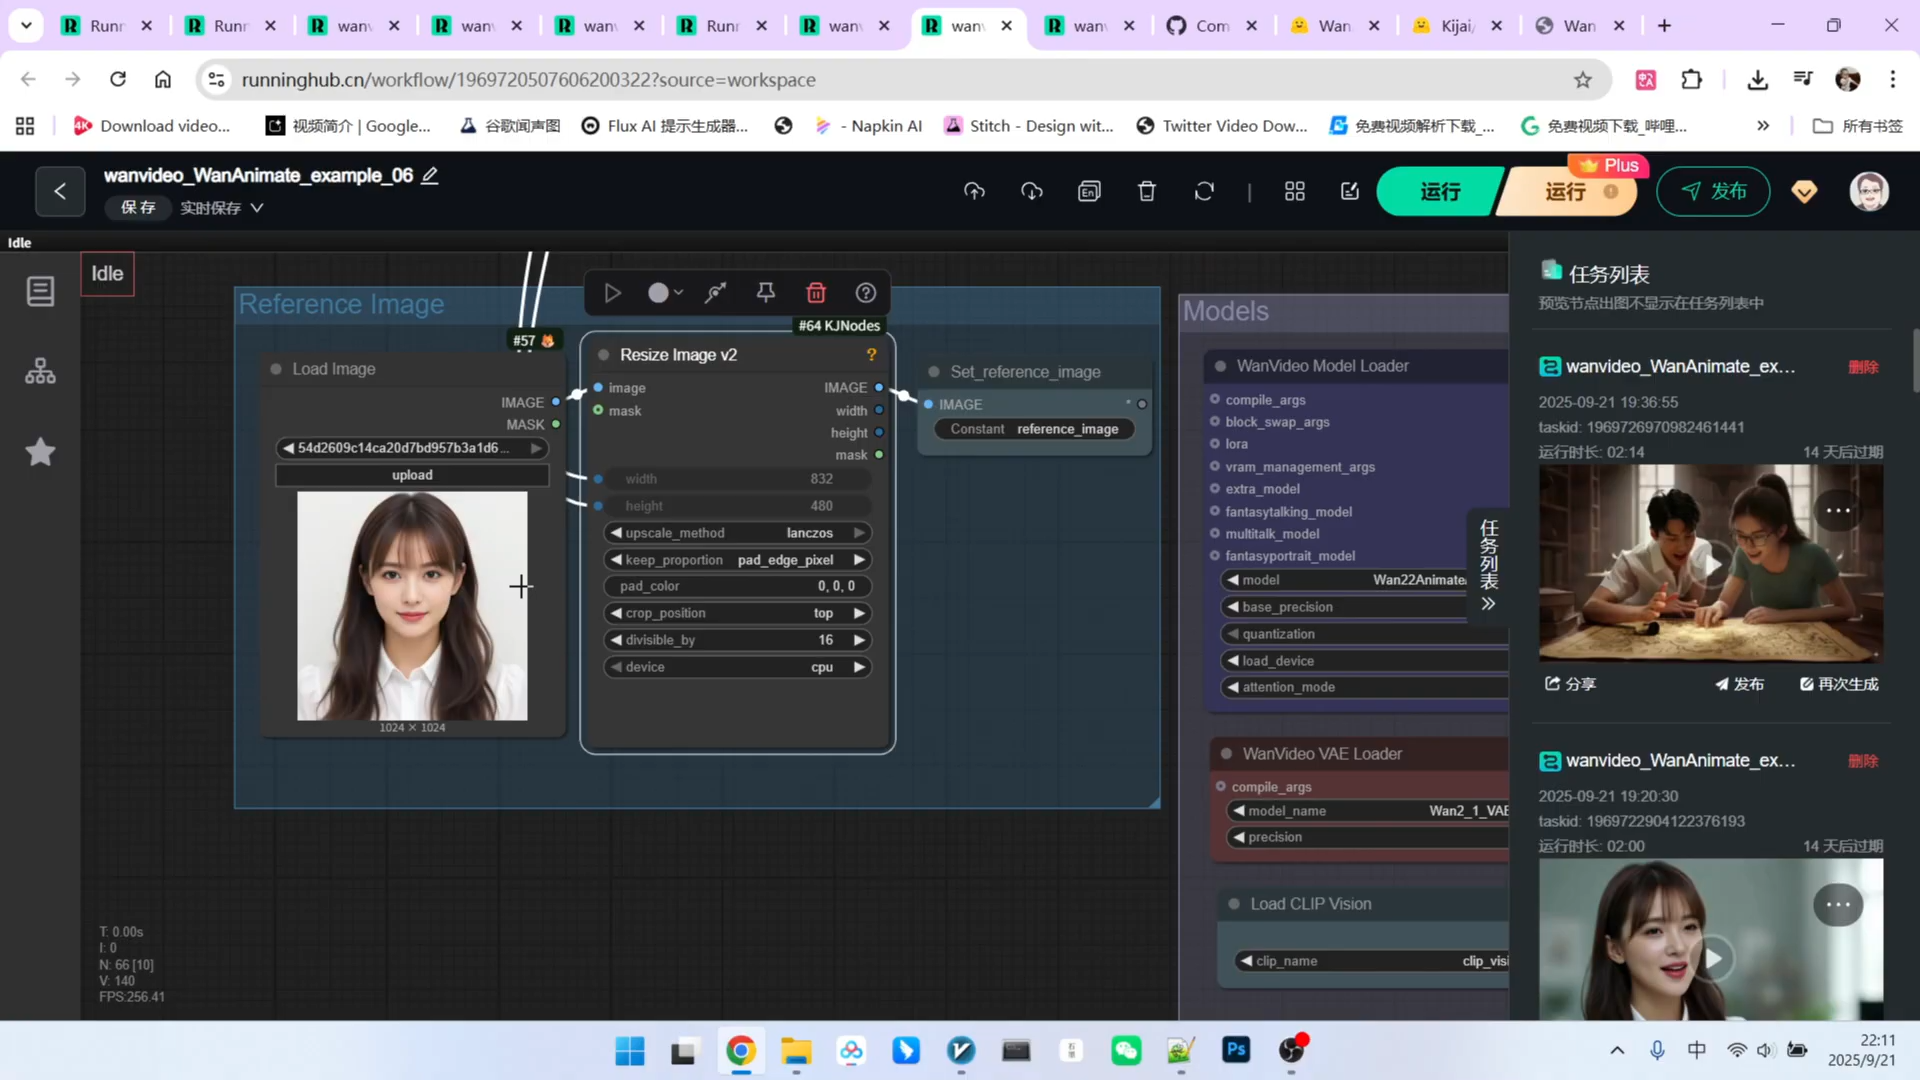 Runn
Runn
wanv
wanv
wanv
Runn
wanv
wanv
wanv
Com
Wan
Kijai/
Wan
runninghub.cn/workflow/1969720507606200322?source=workspace
Download video...
视频简介 | Google...
谷歌闻声图
Flux AI 提示生成器...
- Napkin AI
Stitch - Design wit...
Twitter Video Dow...
免费视频解析下载_...
免费视频下载_哔哩...
所有书签
wanvideo_WanAnimate_example_06
保存
实时保存
运行
运行
Plus
发布
Idle
Idle
Reference Image
#57
Load Image
IMAGE
MASK
54d2609c14ca20d7bd957b3a1d6...
upload
1024 × 1024
#64 KJNodes
Resize Image v2
?
image
IMAGE
mask
width
height
mask
width 832
height 480
upscale_method lanczos
keep_proportion pad_edge_pixel
pad_color 0, 0, 0
crop_position top
divisible_by 16
device cpu
Set_reference_image
IMAGE *
Constant reference_image
Models
WanVideo Model Loader
compile_args
block_swap_args
lora
vram_management_args
extra_model
fantasytalking_model
multitalk_model
fantasyportrait_model
model Wan22Animate/
base_precision
quantization
load_device
attention_mode
WanVideo VAE Loader
compile_args
model_name Wan2_1_VAE
precision
Load CLIP Vision
clip_name clip_visi
任务列表
任务列表
预览节点出图不显示在任务列表中
wanvideo_WanAnimate_ex...
删除
2025-09-21 19:36:55
taskid: 1969726970982461441
运行时长: 02:14
14 天后过期
分享
发布
再次生成
wanvideo_WanAnimate_ex...
删除
2025-09-21 19:20:30
taskid: 1969722904122376193
运行时长: 02:00
14 天后过期
T: 0.00s
I: 0
N: 66 [10]
V: 140
FPS:256.41
Ps
中
22:11
2025/9/21